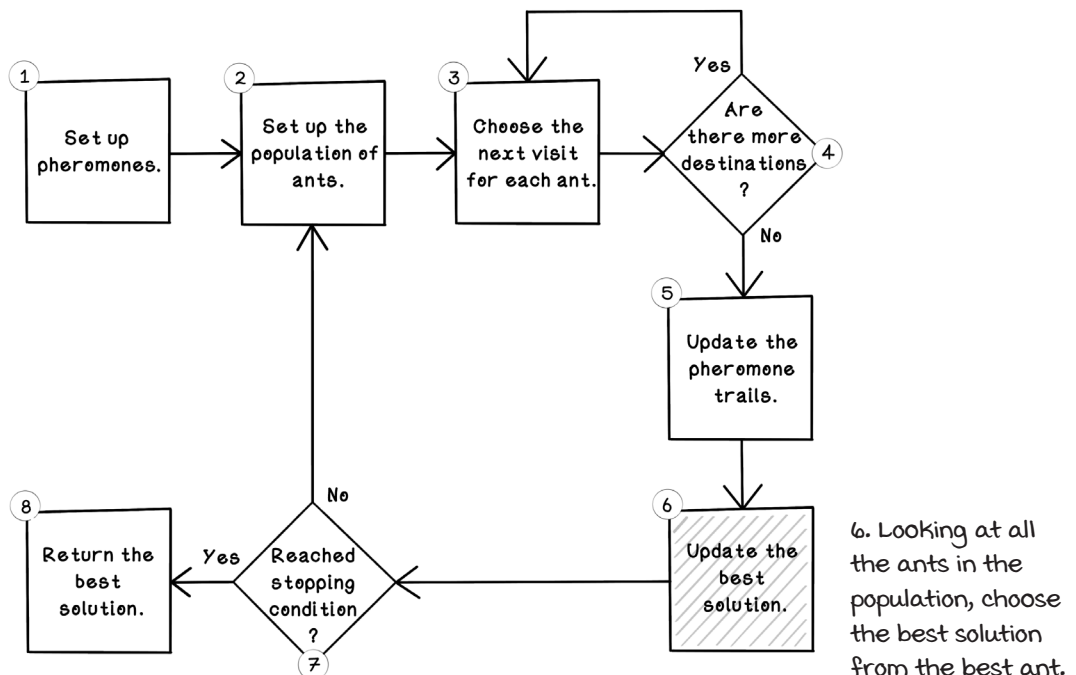 1
Set up
pheromones.
2
Set up the
population of
ants.
3
Choose the
next visit
for each ant.
Yes
Are
there more
destinations
?
4
No
5
Update the
pheromone
trails.
6
Update the
best
solution.
6. Looking at all
the ants in the
population, choose
the best solution
from the best ant.
No
Reached
stopping
condition
?
7
Yes
8
Return the
best
solution.